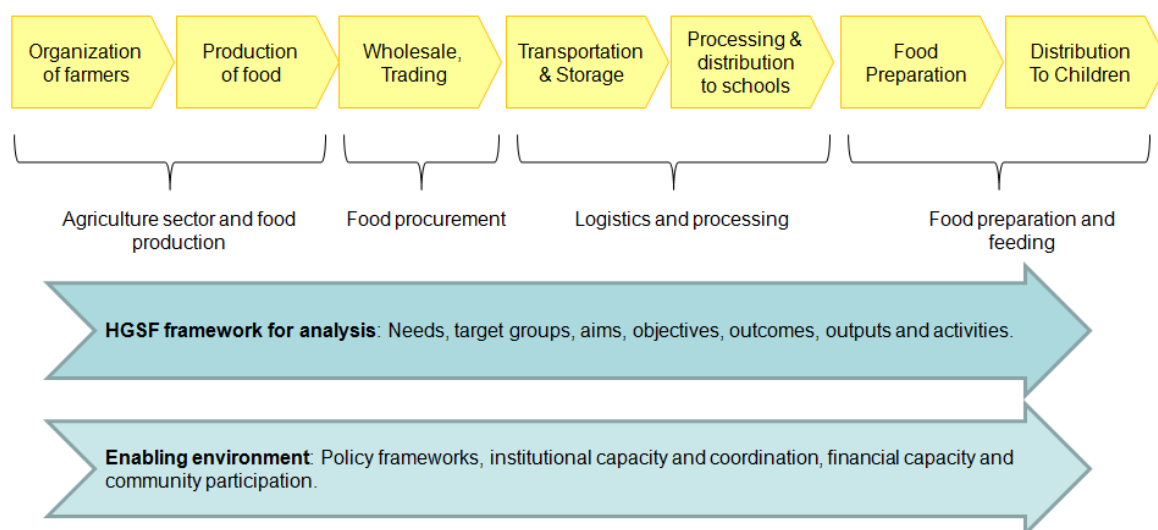 Organization
of farmers
Production
of food
Wholesale,
Trading
Transportation
& Storage
Processing &
distribution
to schools
Food
Preparation
Distribution
To Children
Agriculture sector and food
production
Food procurement
Logistics and processing
Food preparation and
feeding
HGSF framework for analysis: Needs, target groups, aims, objectives, outcomes, outputs and activities.
Enabling environment: Policy frameworks, institutional capacity and coordination, financial capacity and
community participation.